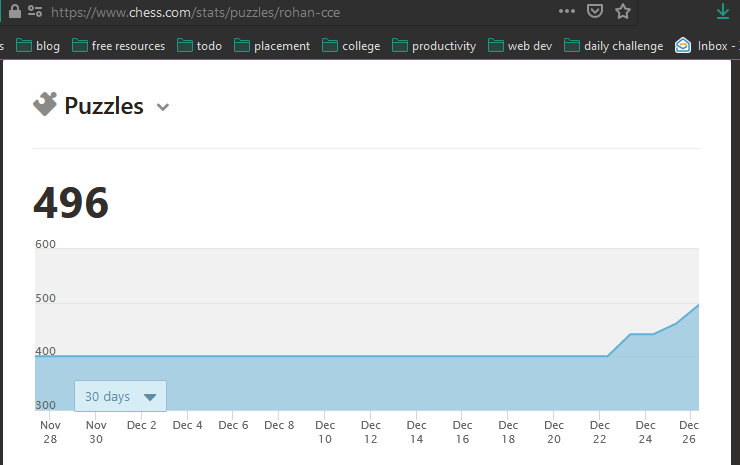 https://www.chess.com/stats/puzzles/rohan-cce
blog free resources todo placement college productivity web dev daily challenge Inbox -
Puzzles
496
600
500
400
300
30 days
Nov 28 Nov 30 Dec 2 Dec 4 Dec 6 Dec 8 Dec 10 Dec 12 Dec 14 Dec 16 Dec 18 Dec 20 Dec 22 Dec 24 Dec 26